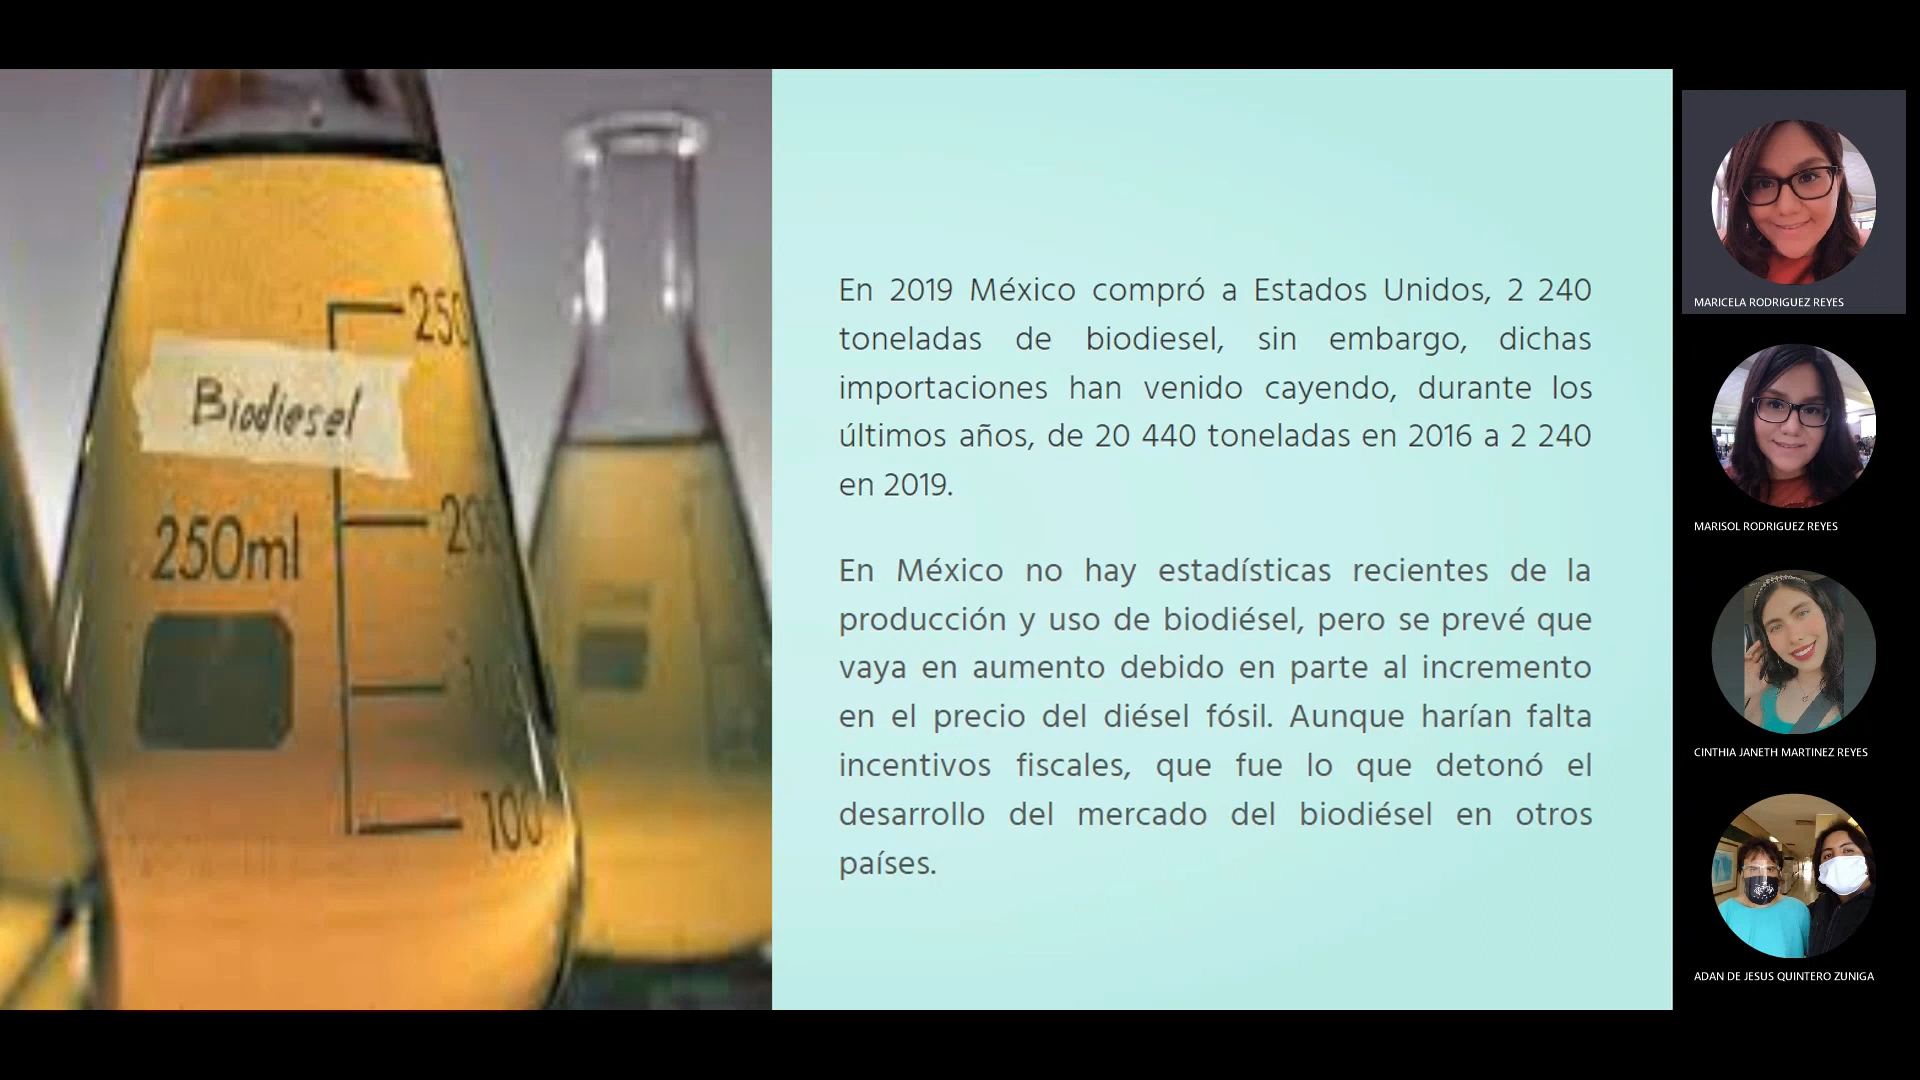 250
Biodiesel
250ml
200
100
En 2019 México compró a Estados Unidos, 2 240
toneladas de biodiesel, sin embargo, dichas
importaciones han venido cayendo, durante los
últimos años, de 20 440 toneladas en 2016 a 2 240
en 2019.
En México no hay estadísticas recientes de la
producción y uso de biodiésel, pero se prevé que
vaya en aumento debido en parte al incremento
en el precio del diésel fósil. Aunque harían falta
incentivos fiscales, que fue lo que detonó el
desarrollo del mercado del biodiésel en otros
países.
MARICELA RODRIGUEZ REYES
MARISOL RODRIGUEZ REYES
CINTHIA JANETH MARTINEZ REYES
ADAN DE JESUS QUINTERO ZUNIGA